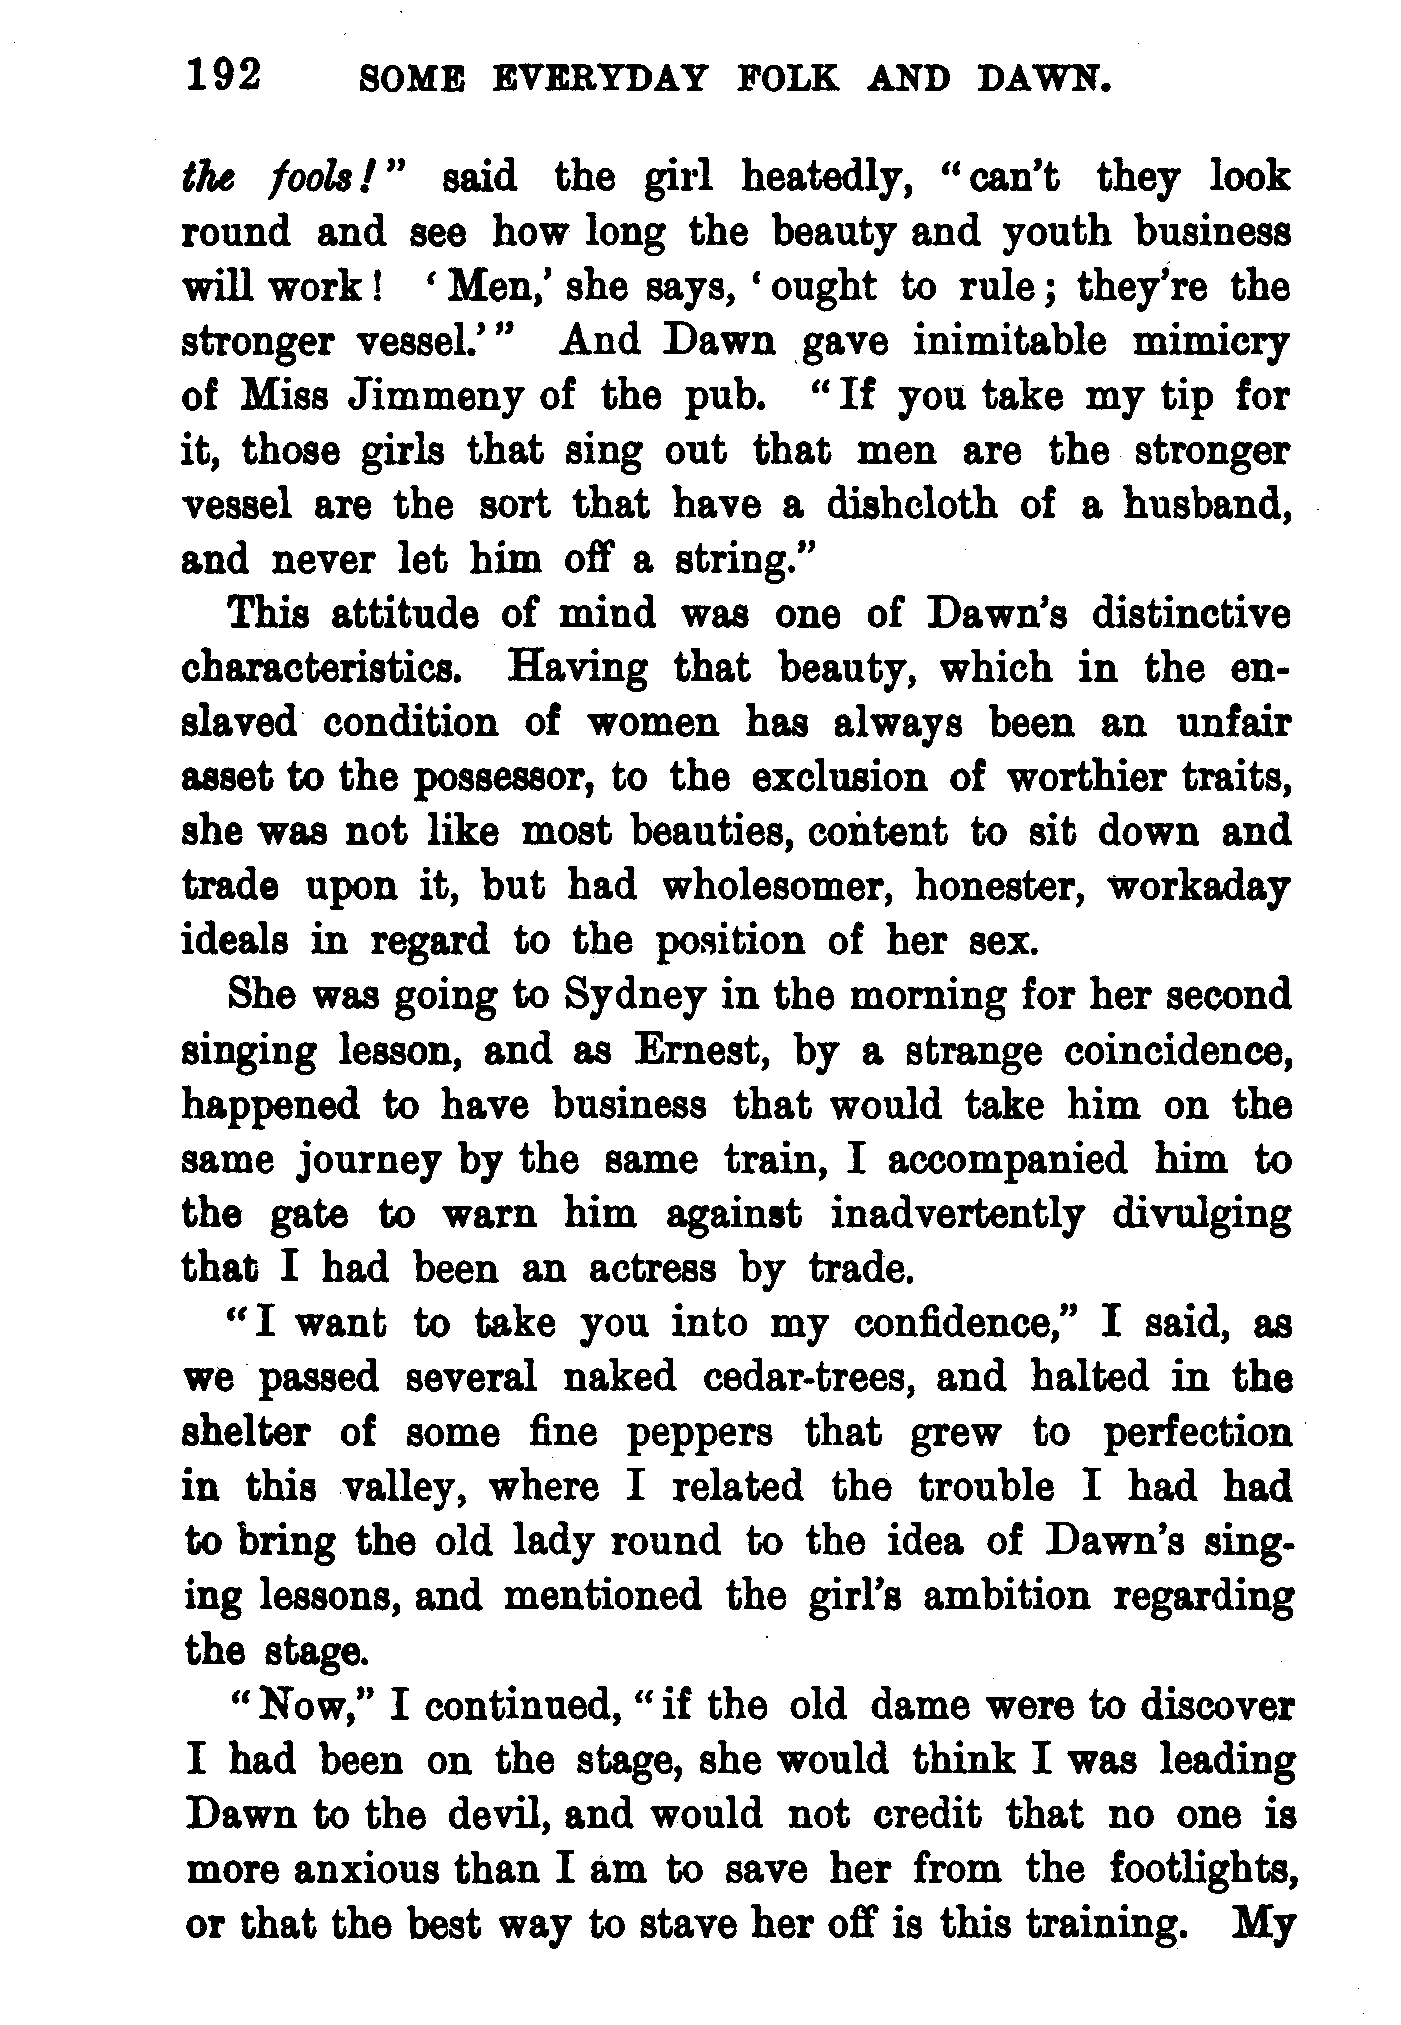 192 SOME EVERYDAY FOLK AND DAWN.
the fools!" said the girl heatedly, "can't they look
round and see how long the beauty and youth business
will work! 'Men,' she says, 'ought to rule; they're the
stronger vessel.'" And Dawn gave inimitable mimicry
of Miss Jimmeny of the pub. "If you take my tip for
it, those girls that sing out that men are the stronger
vessel are the sort that have a dishcloth of a husband,
and never let him off a string."
This attitude of mind was one of Dawn's distinctive
characteristics. Having that beauty, which in the en-
slaved condition of women has always been an unfair
asset to the possessor, to the exclusion of worthier traits,
she was not like most beauties, content to sit down and
trade upon it, but had wholesomer, honester, workaday
ideals in regard to the position of her sex.
She was going to Sydney in the morning for her second
singing lesson, and as Ernest, by a strange coincidence,
happened to have business that would take him on the
same journey by the same train, I accompanied him to
the gate to warn him against inadvertently divulging
that I had been an actress by trade.
"I want to take you into my confidence," I said, as
we passed several naked cedar-trees, and halted in the
shelter of some fine peppers that grew to perfection
in this valley, where I related the trouble I had had
to bring the old lady round to the idea of Dawn's sing-
ing lessons, and mentioned the girl's ambition regarding
the stage.
"Now," I continued, "if the old dame were to discover
I had been on the stage, she would think I was leading
Dawn to the devil, and would not credit that no one is
more anxious than I am to save her from the footlights,
or that the best way to stave her off is this training. My